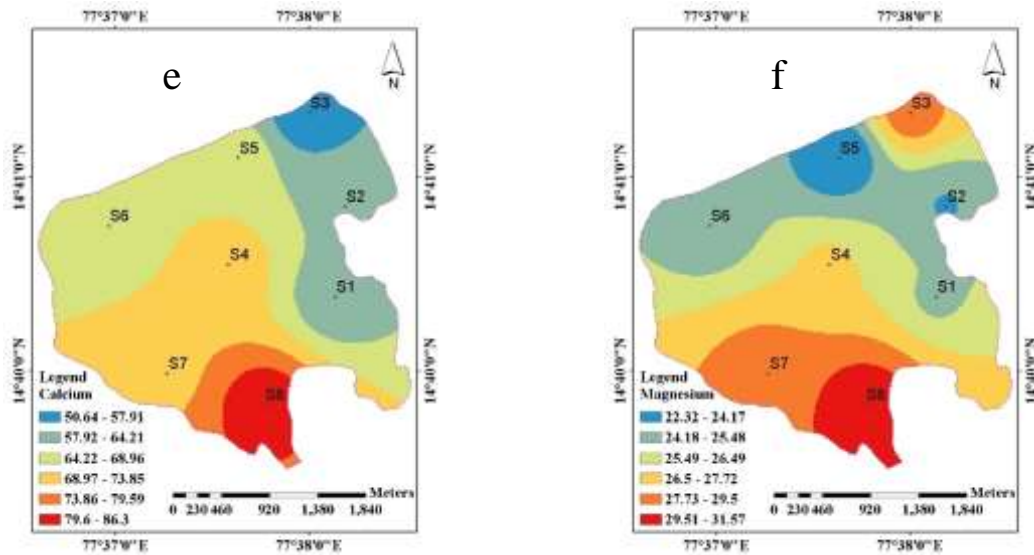 77°37'0"E 77°38'0"E
e
N
S3
S5
14°41'0"N
S2
S6
S4
S1
S7
14°40'0"N
S8
Legend
Calcium
50.64 - 57.91
57.92 - 64.21
64.22 - 68.96
68.97 - 73.85
73.86 - 79.59
79.6 - 86.3
Meters
0 230 460 920 1,380 1,840
77°37'0"E 77°38'0"E
77°37'0"E 77°38'0"E
f
N
S3
S5
14°41'0"N 14°41'0"N
S2
S6
S4
S1
S7
14°40'0"N 14°40'0"N
S8
Legend
Magnesium
22.32 - 24.17
24.18 - 25.48
25.49 - 26.49
26.5 - 27.72
27.73 - 29.5
29.51 - 31.57
Meters
0 230 460 920 1,380 1,840
77°37'0"E 77°38'0"E